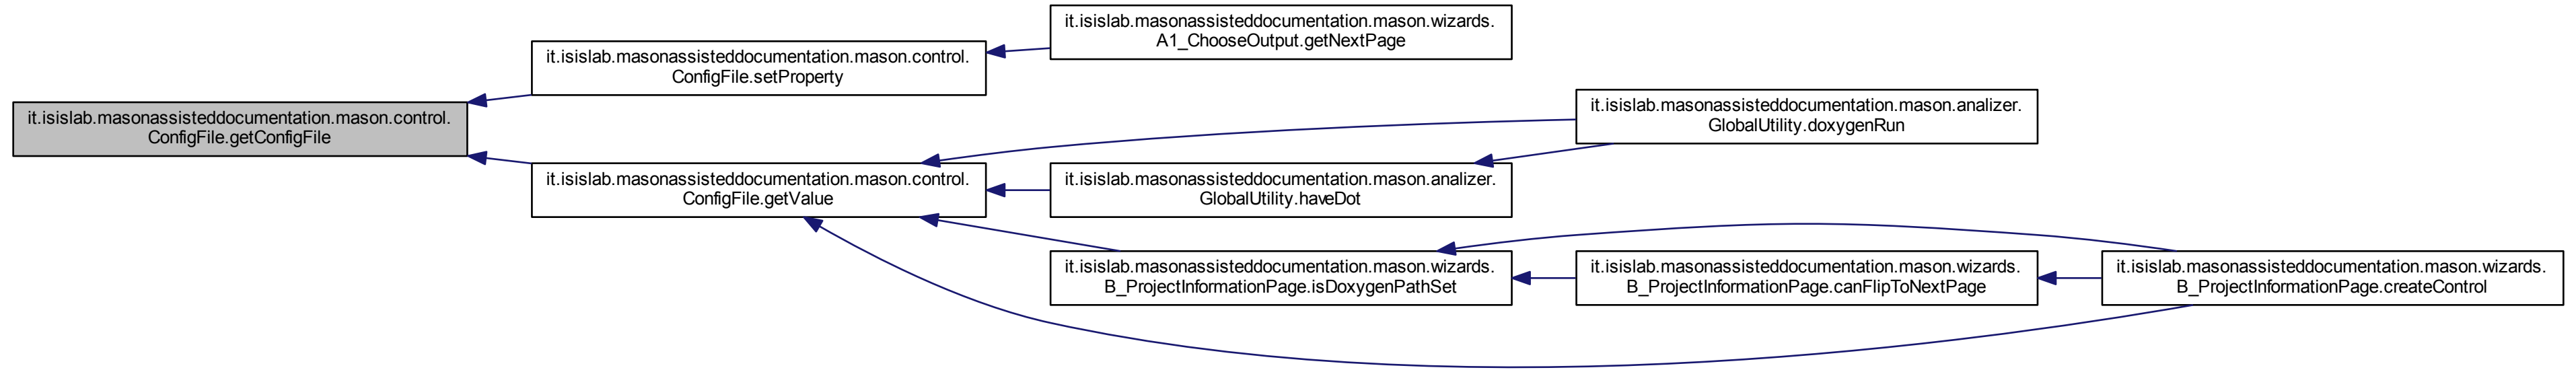 it.isislab.masonassisteddocumentation.mason.wizards.
A1_ChooseOutput.getNextPage
it.isislab.masonassisteddocumentation.mason.control.
ConfigFile.setProperty
it.isislab.masonassisteddocumentation.mason.control.
ConfigFile.getConfigFile
it.isislab.masonassisteddocumentation.mason.analizer.
GlobalUtility.doxygenRun
it.isislab.masonassisteddocumentation.mason.control.
ConfigFile.getValue
it.isislab.masonassisteddocumentation.mason.analizer.
GlobalUtility.haveDot
it.isislab.masonassisteddocumentation.mason.wizards.
B_ProjectInformationPage.isDoxygenPathSet
it.isislab.masonassisteddocumentation.mason.wizards.
B_ProjectInformationPage.canFlipToNextPage
it.isislab.masonassisteddocumentation.mason.wizards.
B_ProjectInformationPage.createControl